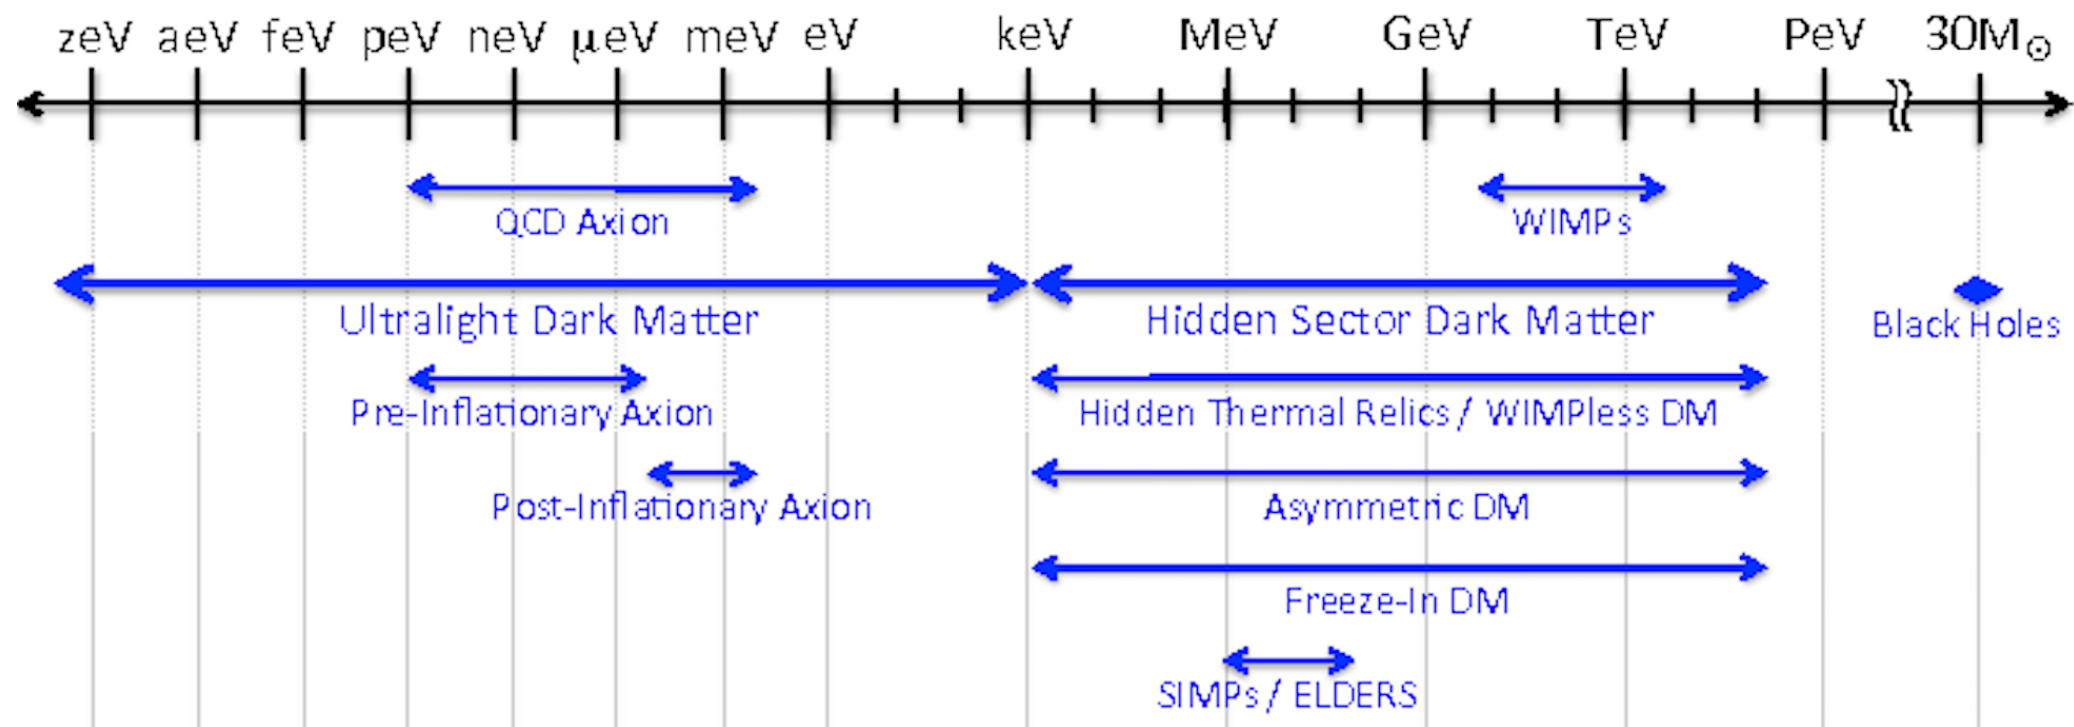 zeV aeV feV peV neV μeV meV eV keV MeV GeV TeV PeV 30M☉
QCD Axion WIMPs
Ultralight Dark Matter Hidden Sector Dark Matter Black Holes
Pre-Inflationary Axion Hidden Thermal Relics / WIMPless DM
Post-Inflationary Axion Asymmetric DM
Freeze-In DM
SIMPs / ELDERS